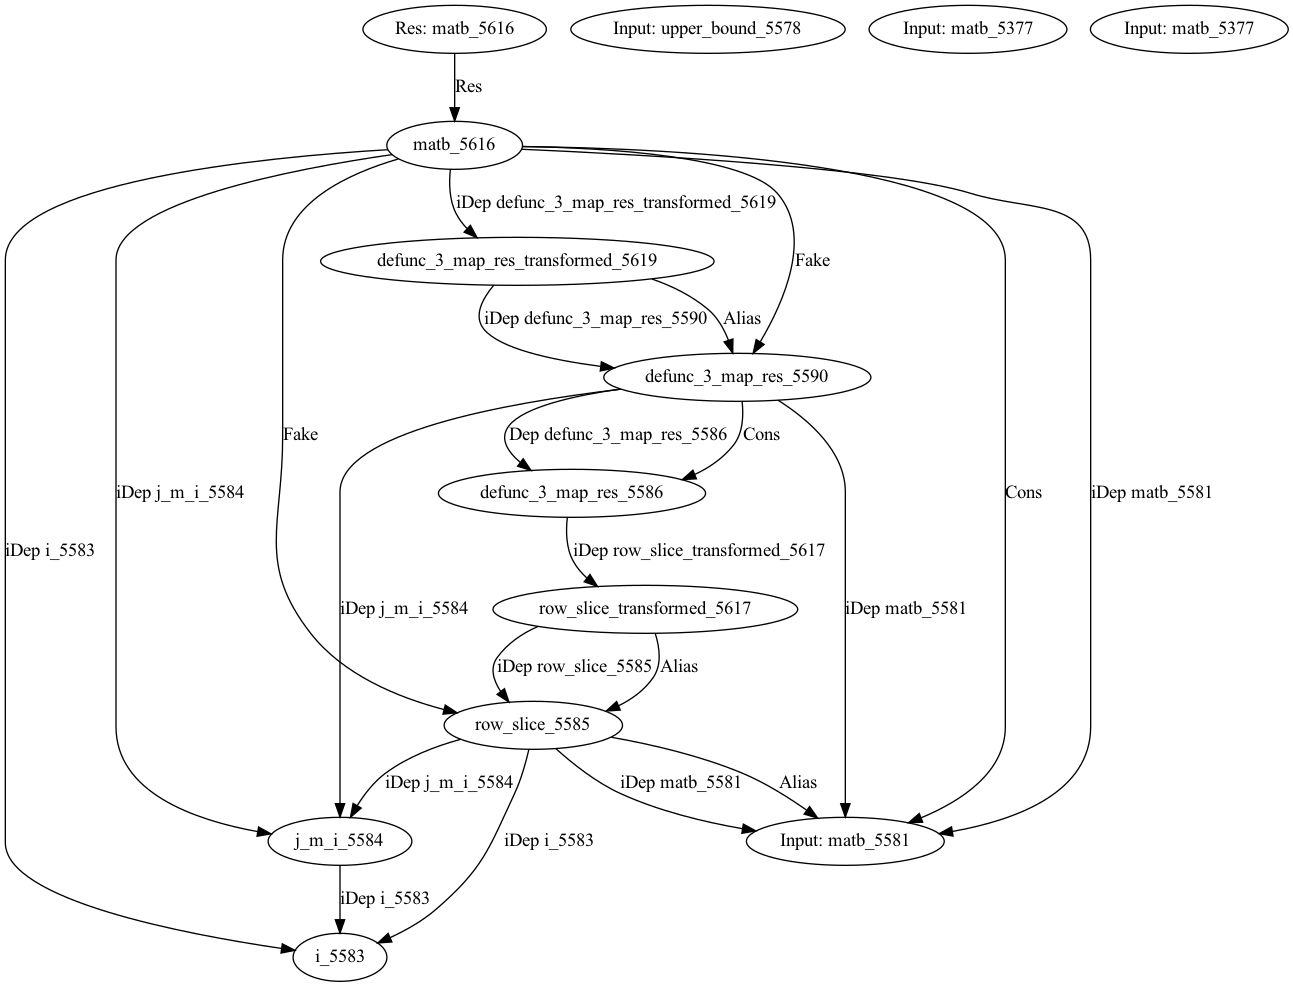 Res: matb_5616
Input: upper_bound_5578
Input: matb_5377
Input: matb_5377
Res
matb_5616
iDep defunc_3_map_res_transformed_5619
defunc_3_map_res_transformed_5619
Fake
iDep defunc_3_map_res_5590
Alias
defunc_3_map_res_5590
Fake
Dep defunc_3_map_res_5586
Cons
defunc_3_map_res_5586
iDep j_m_i_5584
Cons
iDep matb_5581
iDep i_5583
iDep row_slice_transformed_5617
iDep j_m_i_5584
row_slice_transformed_5617
iDep matb_5581
iDep row_slice_5585
Alias
row_slice_5585
iDep j_m_i_5584
iDep matb_5581
Alias
j_m_i_5584
iDep i_5583
Input: matb_5581
iDep i_5583
i_5583